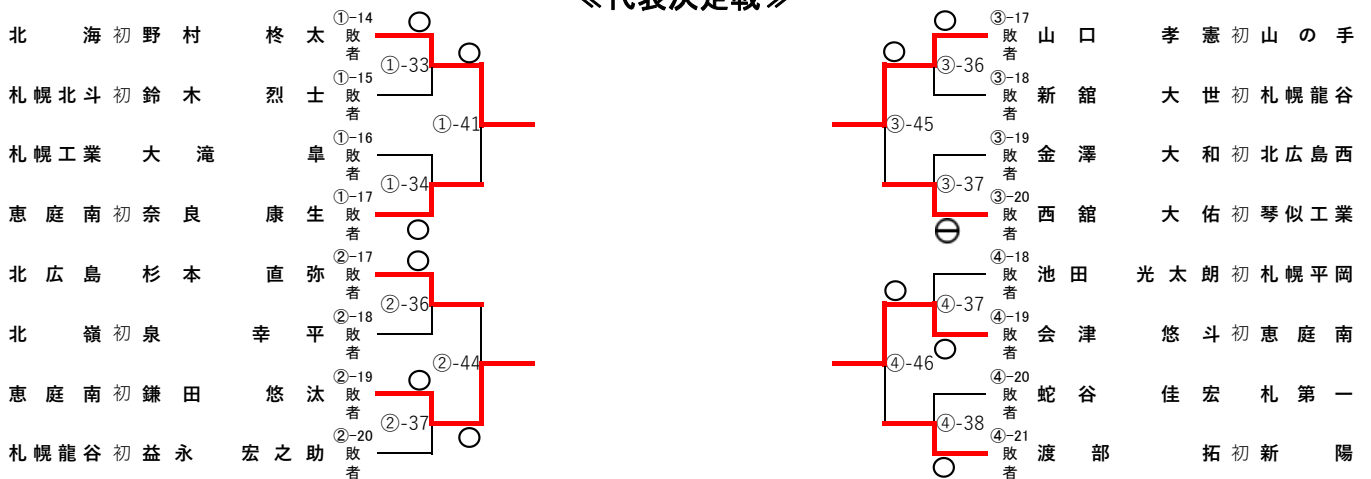 ≪代表決定戦≫
北海 初 野村 柊太 ①-14 敗者
①-33
札幌北斗 初 鈴木 烈士 ①-15 敗者
①-41
札幌工業 大滝 皐 ①-16 敗者
①-34
恵庭南 初 奈良 康生 ①-17 敗者
北広島 杉本 直弥 ②-17 敗者
②-36
北嶺 初 泉 幸平 ②-18 敗者
②-44
恵庭南 初 鎌田 悠汰 ②-19 敗者
②-37
札幌龍谷 初 益永 宏之助 ②-20 敗者
③-17 敗者 山口 孝憲 初 山の手
③-36
③-18 敗者 新舘 大世 初 札幌龍谷
③-45
③-19 敗者 金澤 大和 初 北広島西
③-37
③-20 敗者 西舘 大佑 初 琴似工業
④-18 敗者 池田 光太朗 初 札幌平岡
④-37
④-19 敗者 会津 悠斗 初 恵庭南
④-46
④-20 敗者 蛇谷 佳宏 札第一
④-38
④-21 敗者 渡部 拓 初 新陽